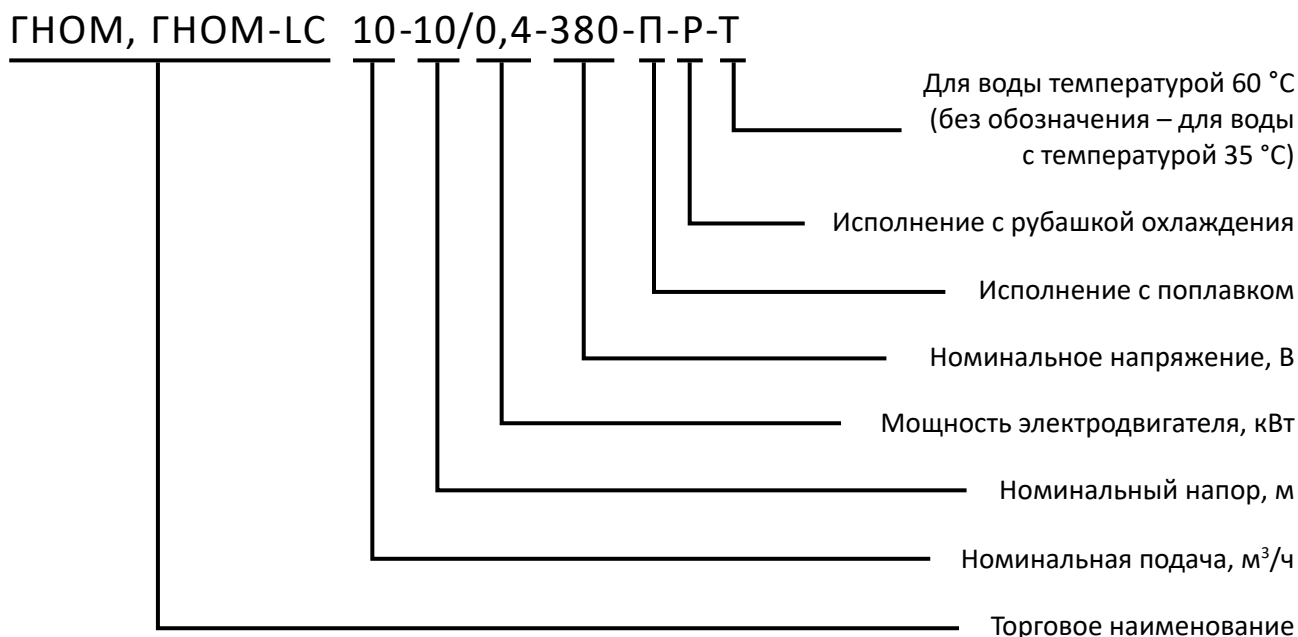 ГНОМ, ГНОМ-LC 10-10/0,4-380-П-Р-Т
Для воды температурой 60 °С
(без обозначения – для воды
с температурой 35 °С)
Исполнение с рубашкой охлаждения
Исполнение с поплавком
Номинальное напряжение, В
Мощность электродвигателя, кВт
Номинальный напор, м
Номинальная подача, м³/ч
Торговое наименование